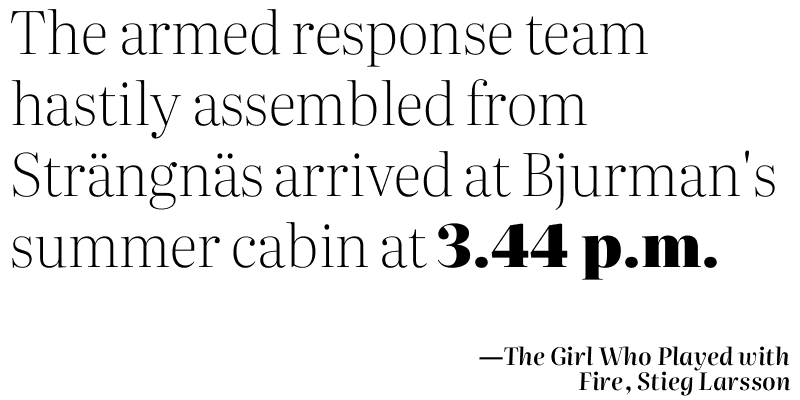 The armed response team
hastily assembled from
Strängnäs arrived at Bjurman's
summer cabin at 3.44 p.m.
—The Girl Who Played with
Fire, Stieg Larsson